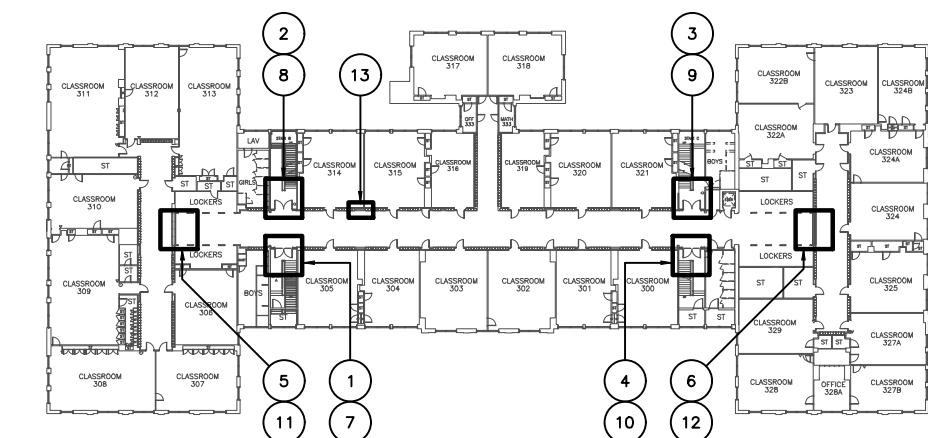 2
8
13
3
9
CLASSROOM
317
CLASSROOM
318
CLASSROOM
311
CLASSROOM
312
CLASSROOM
313
CLASSROOM
322B
CLASSROOM
323
CLASSROOM
324B
OFF
333
MATH
333
LAV
STAIR B
STAIR C
CLASSROOM
314
CLASSROOM
315
CLASSROOM
316
CLASSROOM
319
CLASSROOM
320
CLASSROOM
321
BOYS
CLASSROOM
322A
CLASSROOM
324A
ST
GIRLS
ST
ST
ST
ST
ST
LOCKERS
LOCKERS
CLASSROOM
310
CLASSROOM
324
LOCKERS
LOCKERS
CLASSROOM
309
ST
ST
ST
BOYS
ST
CLASSROOM
306
CLASSROOM
305
CLASSROOM
304
CLASSROOM
303
CLASSROOM
302
CLASSROOM
301
CLASSROOM
300
ST
ST
ST
ST
CLASSROOM
325
CLASSROOM
329
CLASSROOM
327A
ST
ST
CLASSROOM
308
CLASSROOM
307
CLASSROOM
328
OFFICE
328A
CLASSROOM
327B
5
11
1
7
4
10
6
12